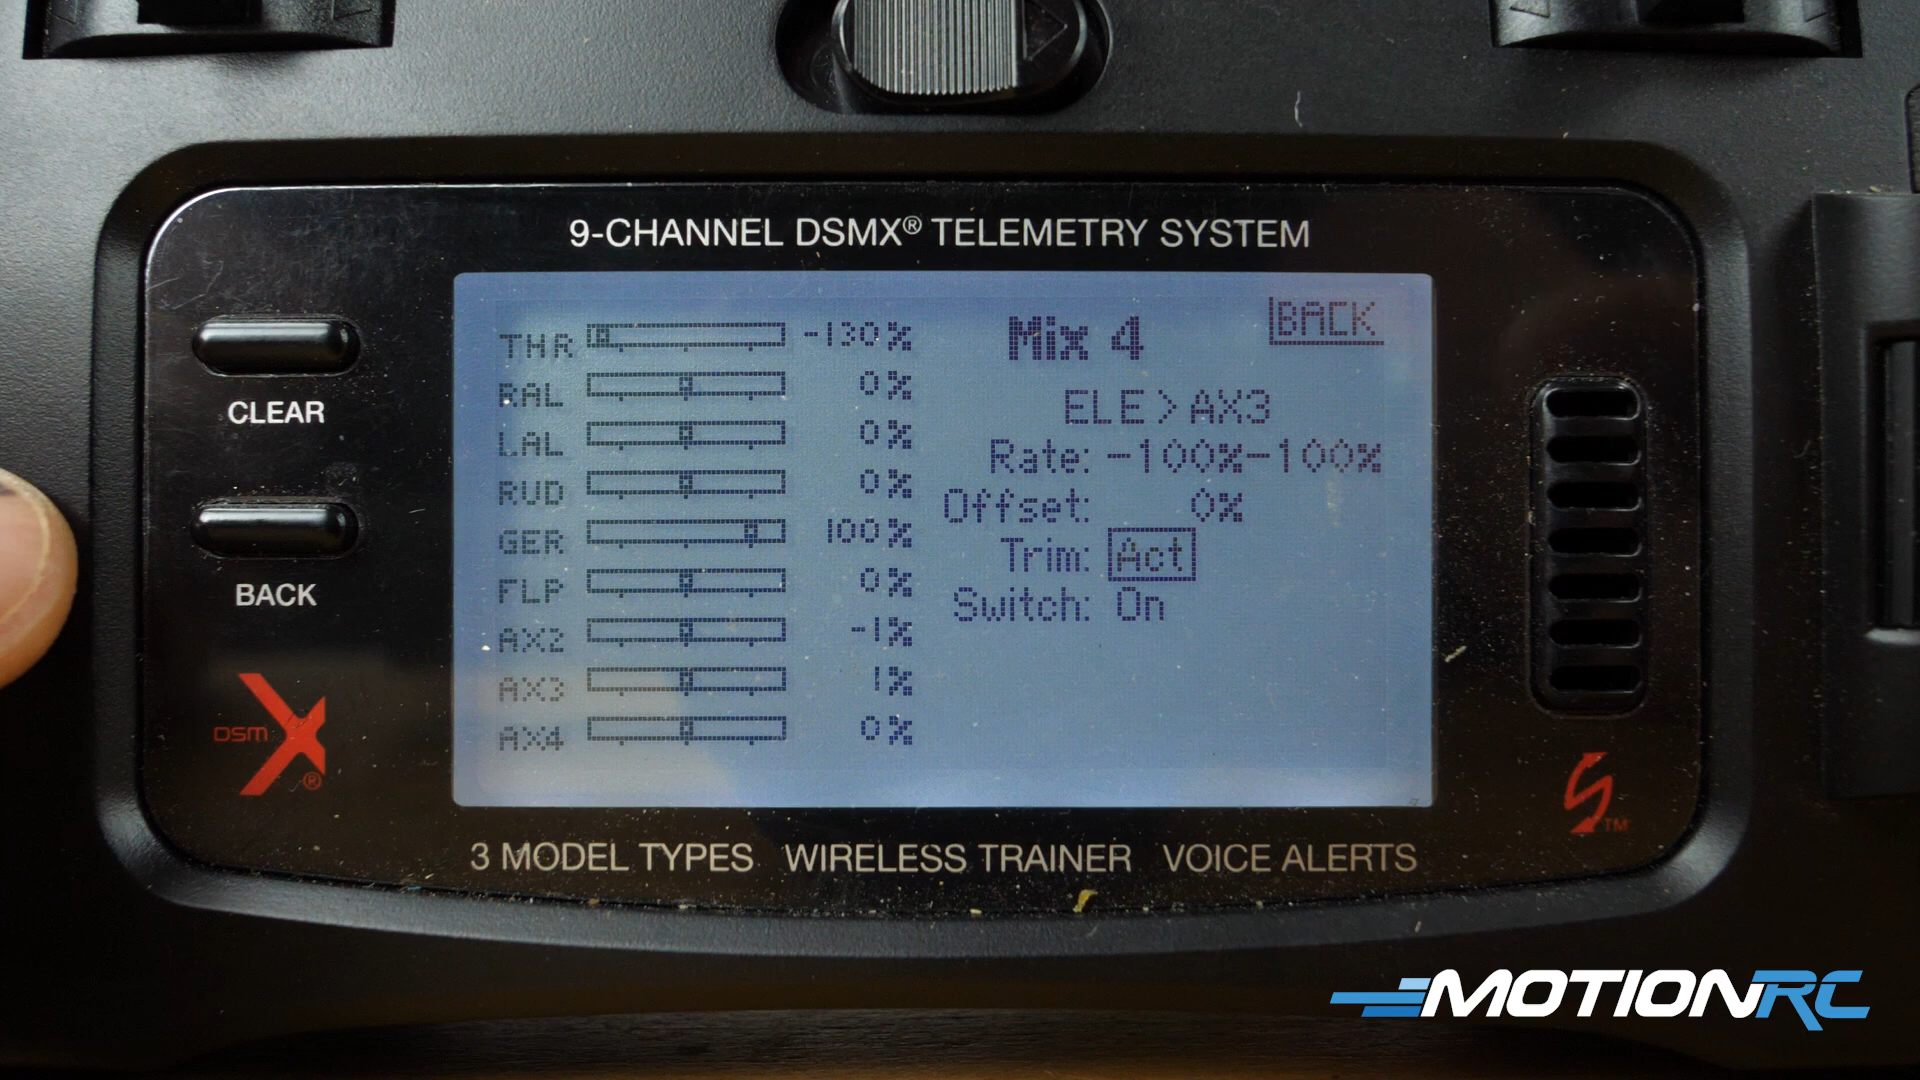 9-CHANNEL DSMX® TELEMETRY SYSTEM
CLEAR
BACK
DSM X®
THR -130%
RAL 0%
LAL 0%
RUD 0%
GER 100%
FLP 0%
AX2 -1%
AX3 1%
AX4 0%
BACK
Mix 4
ELE>AX3
Rate: -100%-100%
Offset: 0%
Trim: Act
Switch: On
TM
3 MODEL TYPES WIRELESS TRAINER VOICE ALERTS
MOTIONRC